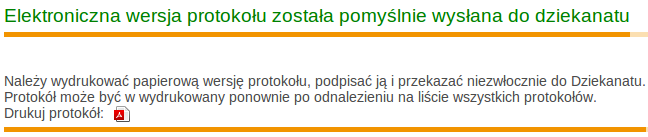 Elektroniczna wersja protokołu została pomyślnie wysłana do dziekanatu
Należy wydrukować papierową wersję protokołu, podpisać ją i przekazać niezwłocznie do Dziekanatu.
Protokół może być w wydrukowany ponownie po odnalezieniu na liście wszystkich protokołów.
Drukuj protokół: